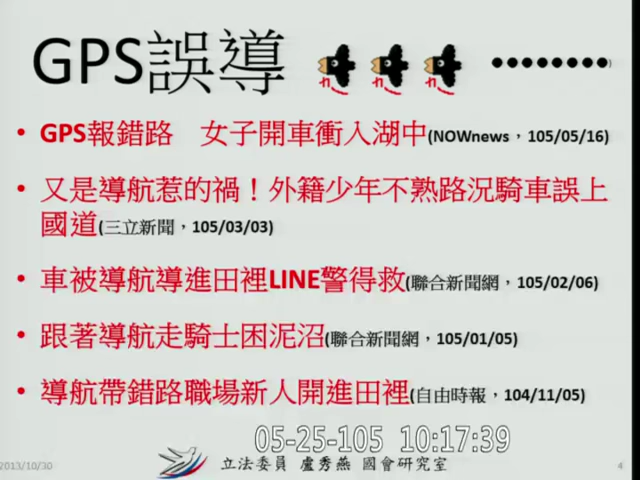 GPS誤導 ●●●●●●●●●
• GPS報錯路 女子開車衝入湖中(NOWnews,105/05/16)
• 又是導航惹的禍!外籍少年不熟路況騎車誤上
國道(三立新聞,105/03/03)
• 車被導航導進田裡LINE警得救(聯合新聞網,105/02/06)
• 跟著導航走騎士困泥沼(聯合新聞網,105/01/05)
• 導航帶錯路職場新人開進田裡(自由時報,104/11/05)
05-25-105 10:17:39
2013/10/30 立法委員 盧秀燕 國會研究室 4